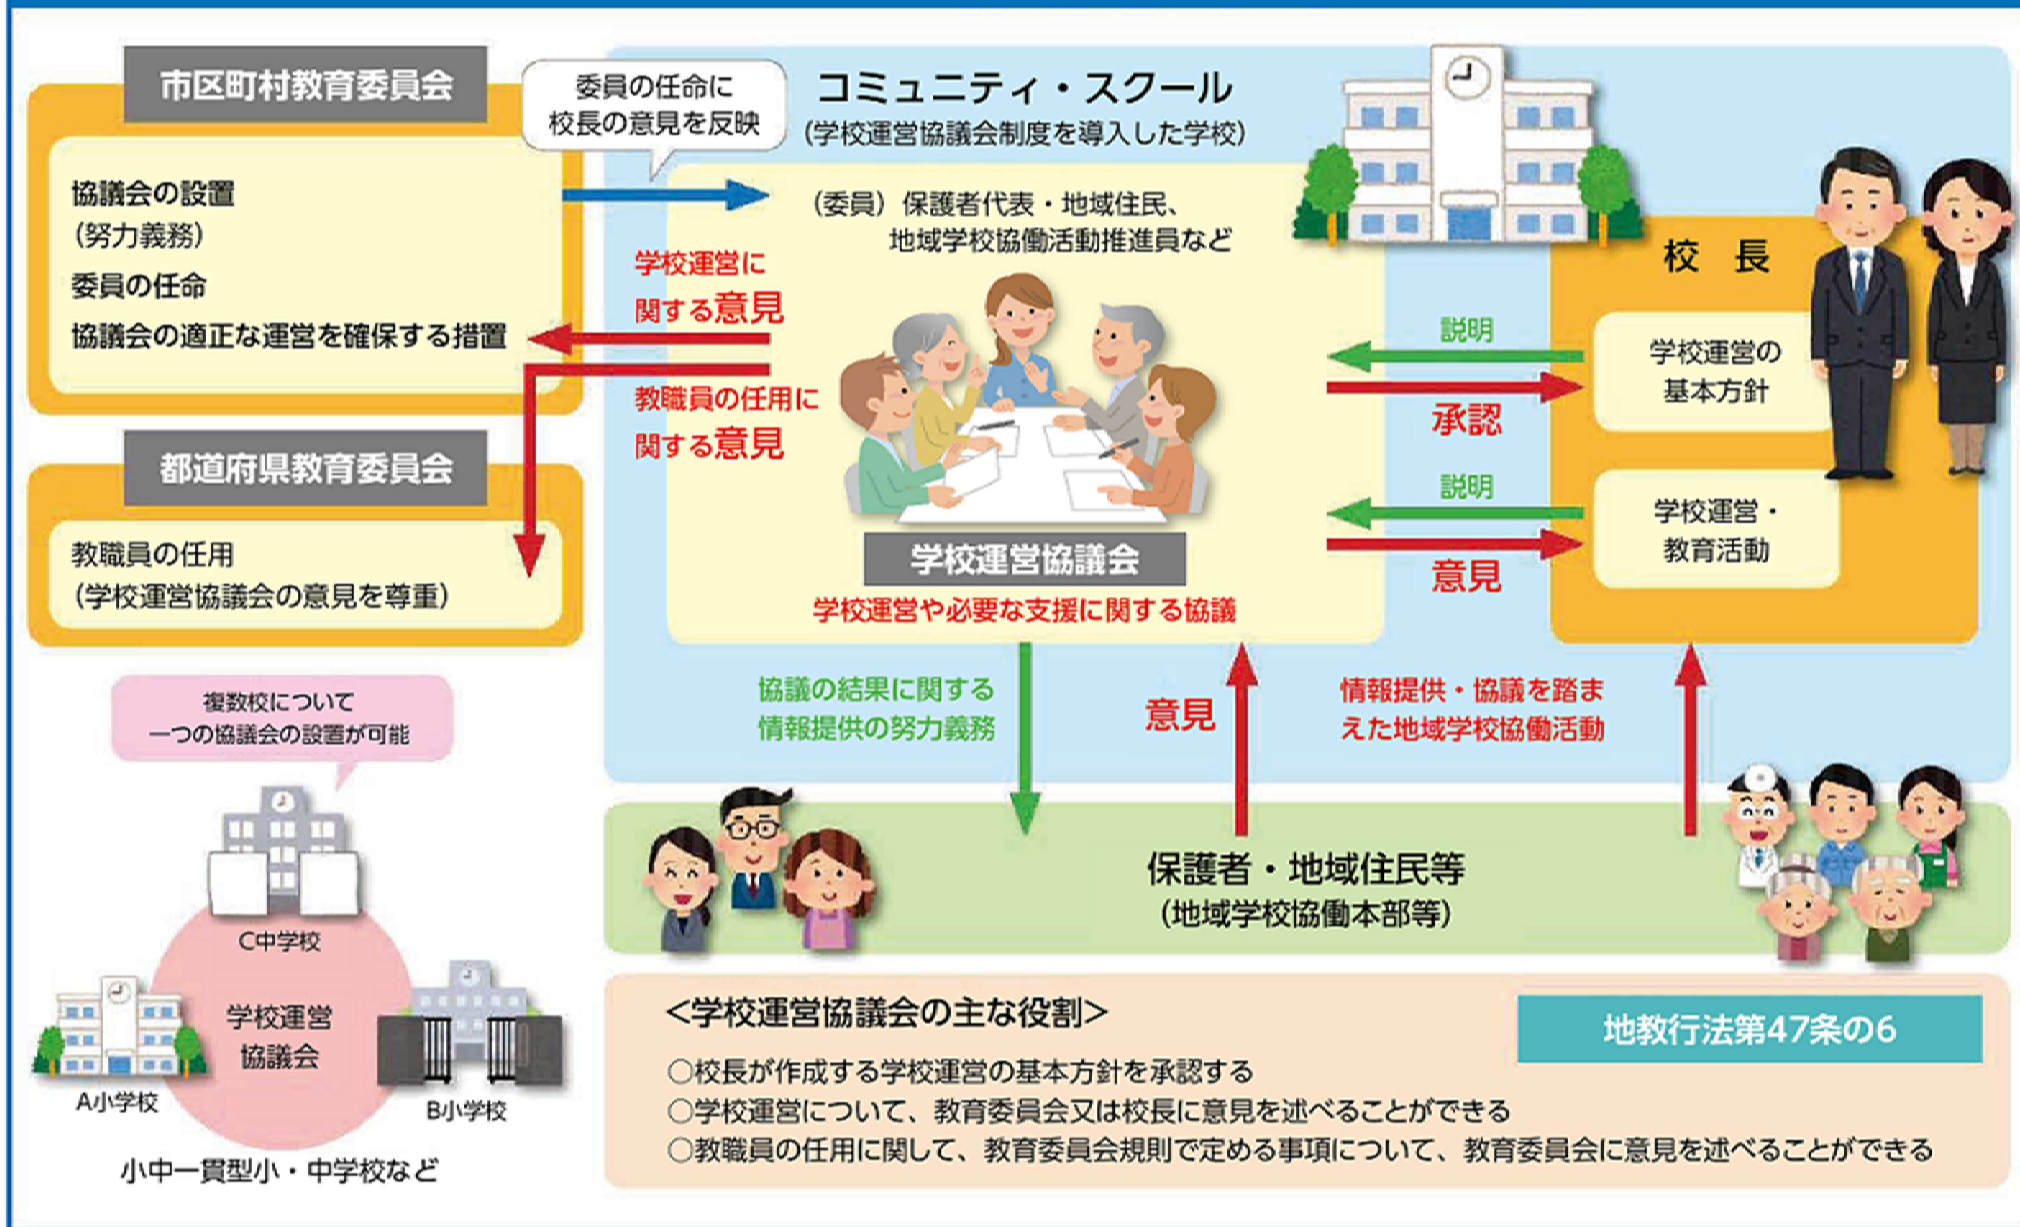 市区町村教育委員会
協議会の設置
(努力義務)
委員の任命
協議会の適正な運営を確保する措置
委員の任命に
校長の意見を反映
コミュニティ・スクール
(学校運営協議会制度を導入した学校)
(委員) 保護者代表・地域住民、
地域学校協働活動推進員など
学校運営に
関する意見
教職員の任用に
関する意見
都道府県教育委員会
教職員の任用
(学校運営協議会の意見を尊重)
学校運営協議会
学校運営や必要な支援に関する協議
校 長
説明
承認
学校運営の
基本方針
説明
意見
学校運営・
教育活動
協議の結果に関する
情報提供の努力義務
意見
情報提供・協議を踏ま
えた地域学校協働活動
保護者・地域住民等
(地域学校協働本部等)
複数校について
一つの協議会の設置が可能
C中学校
学校運営
協議会
A小学校
B小学校
小中一貫型小・中学校など
<学校運営協議会の主な役割>
地教行法第47条の6
○校長が作成する学校運営の基本方針を承認する
○学校運営について、教育委員会又は校長に意見を述べることができる
○教職員の任用に関して、教育委員会規則で定める事項について、教育委員会に意見を述べることができる